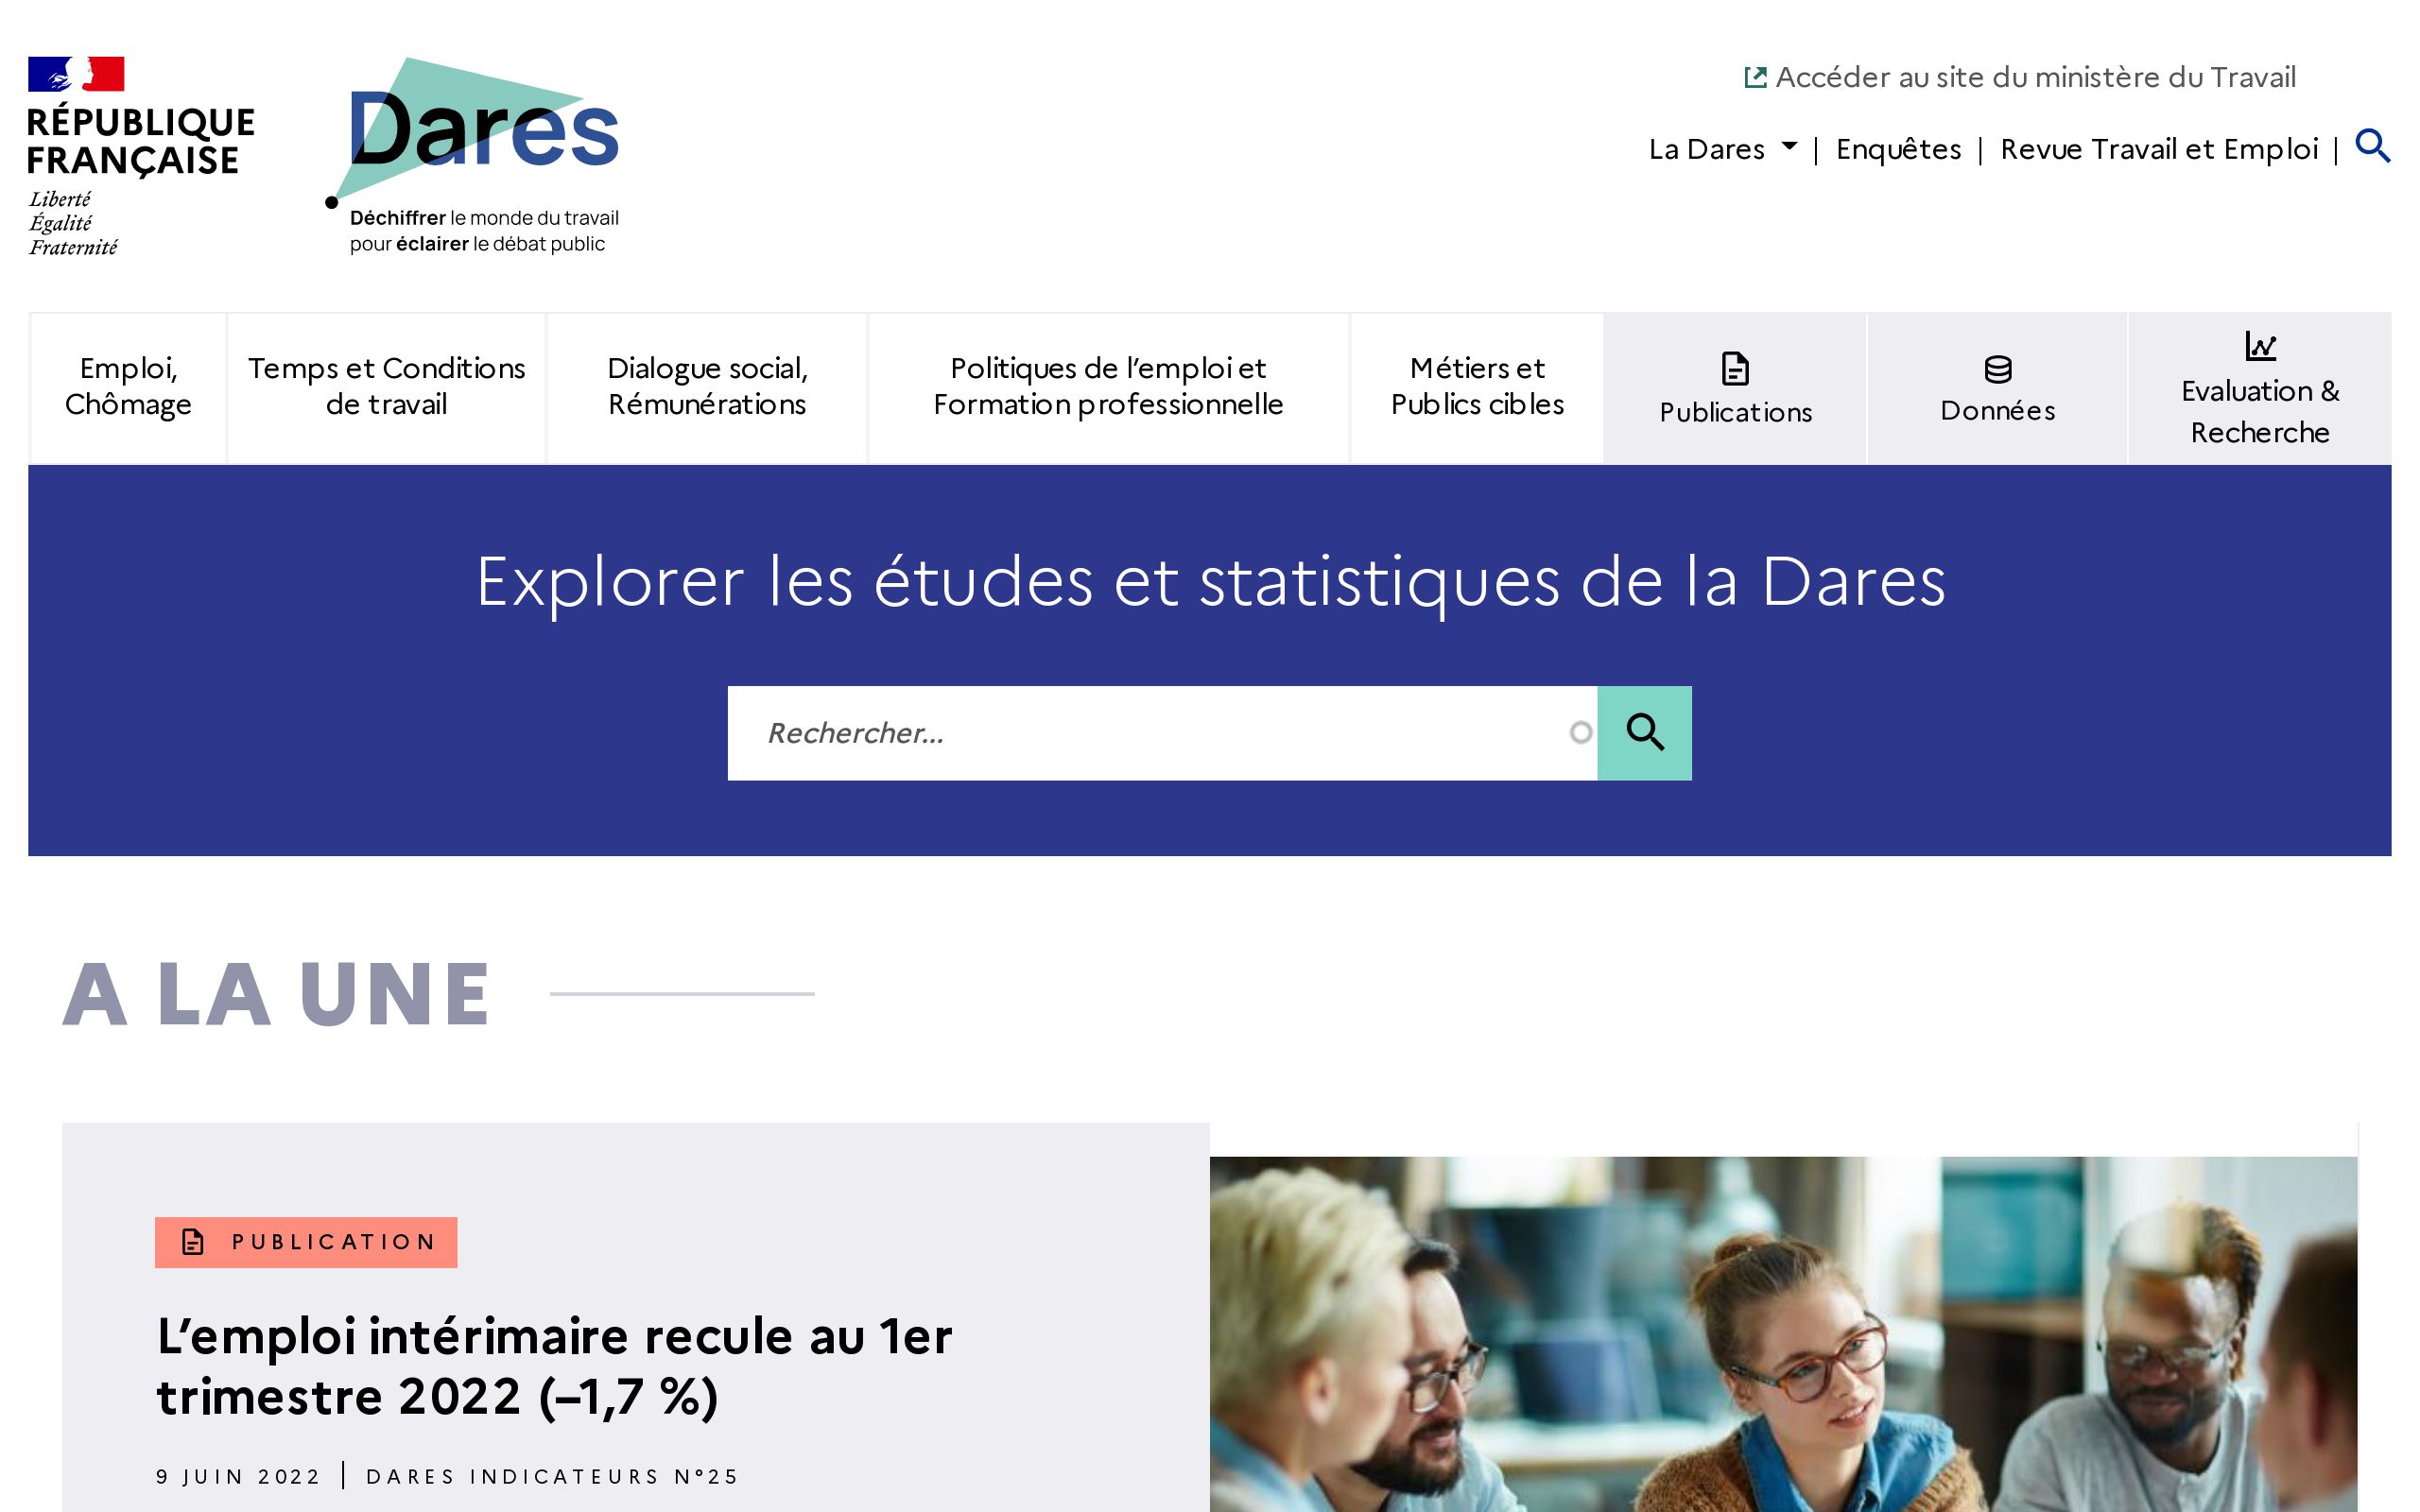 RÉPUBLIQUE
FRANÇAISE
Liberté
Égalité
Fraternité
Dares
Déchiffrer le monde du travail
pour éclairer le débat public
Accéder au site du ministère du Travail
La Dares | Enquêtes | Revue Travail et Emploi |
Emploi,
Chômage
Temps et Conditions
de travail
Dialogue social,
Rémunérations
Politiques de l’emploi et
Formation professionnelle
Métiers et
Publics cibles
Publications
Données
Evaluation &
Recherche
Explorer les études et statistiques de la Dares
Rechercher...
A LA UNE
PUBLICATION
L’emploi intérimaire recule au 1er
trimestre 2022 (–1,7 %)
9 JUIN 2022 | DARES INDICATEURS N°25